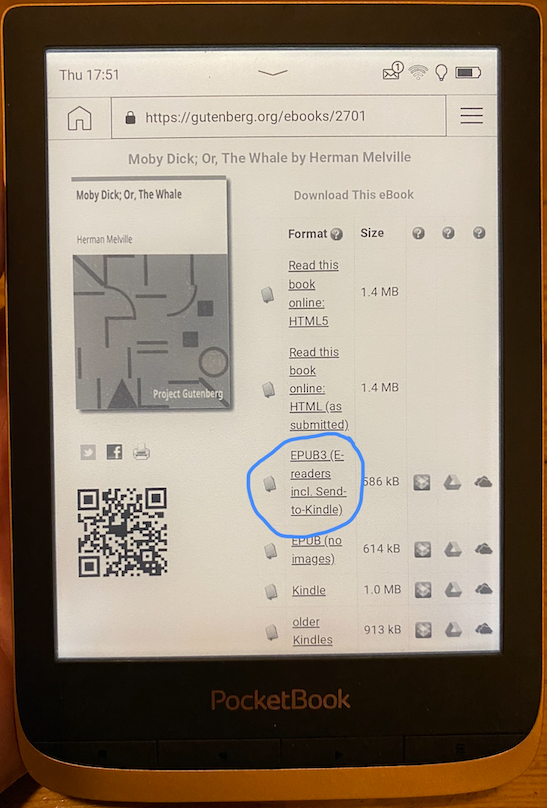 Thu 17:51
1
https://gutenberg.org/ebooks/2701
Moby Dick; Or, The Whale by Herman Melville
Moby Dick; Or, The Whale
Herman Melville
Project Gutenberg
f
Download This eBook
Format ? Size ? ? ?
Read this
book
online:
HTML5
1.4 MB
Read this
book
online:
HTML (as
submitted)
1.4 MB
EPUB3 (E-
readers
incl. Send-
to-Kindle)
586 kB
EPUB (no
images)
614 kB
Kindle
1.0 MB
older
Kindles
913 kB
PocketBook